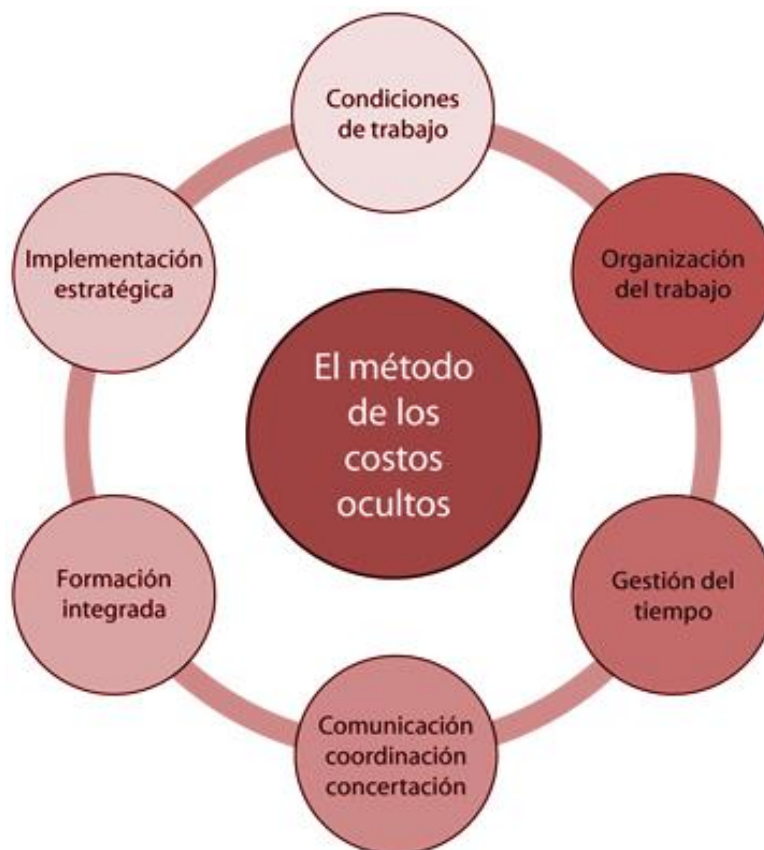 Condiciones
de trabajo
Implementación
estratégica
Organización
del trabajo
El método
de los
costos
ocultos
Formación
integrada
Gestión del
tiempo
Comunicación
coordinación
concertación